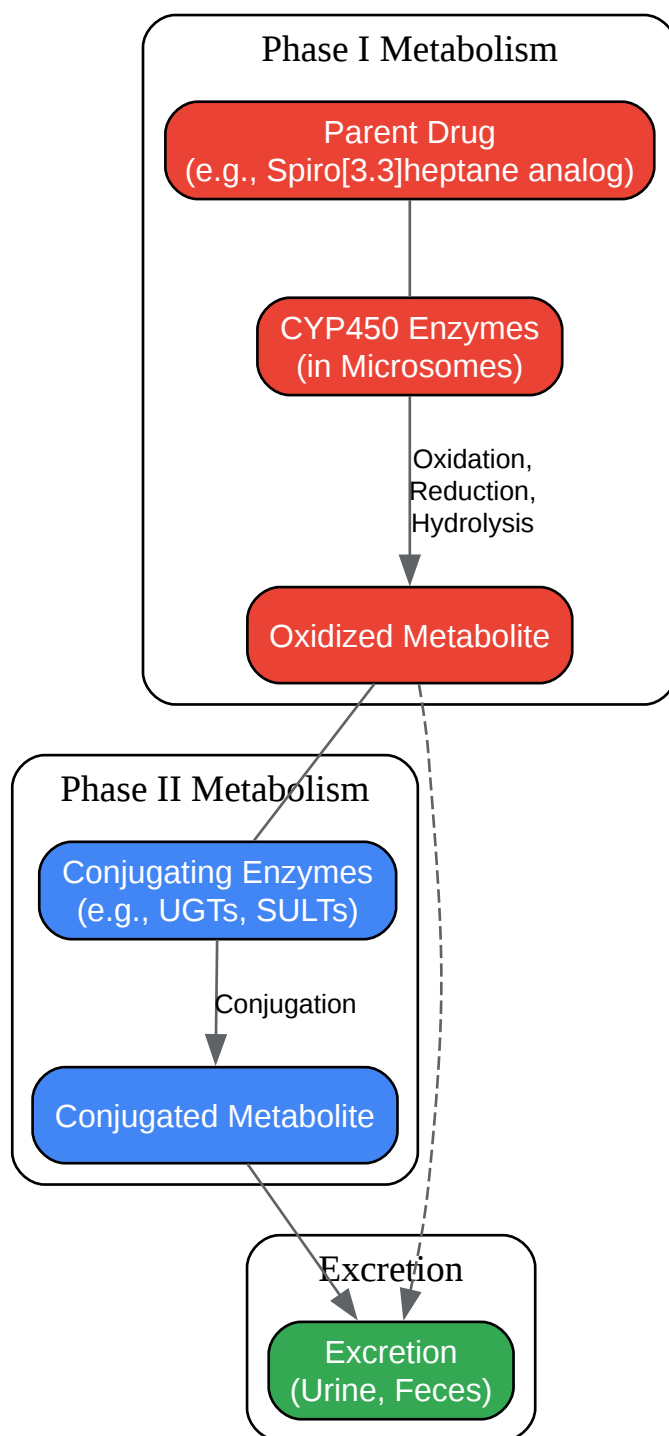 Phase I Metabolism
Parent Drug
(e.g., Spiro[3.3]heptane analog)
CYP450 Enzymes
(in Microsomes)
Oxidation,
Reduction,
Hydrolysis
Oxidized Metabolite
Phase II Metabolism
Conjugating Enzymes
(e.g., UGTs, SULTs)
Conjugation
Conjugated Metabolite
Excretion
Excretion
(Urine, Feces)